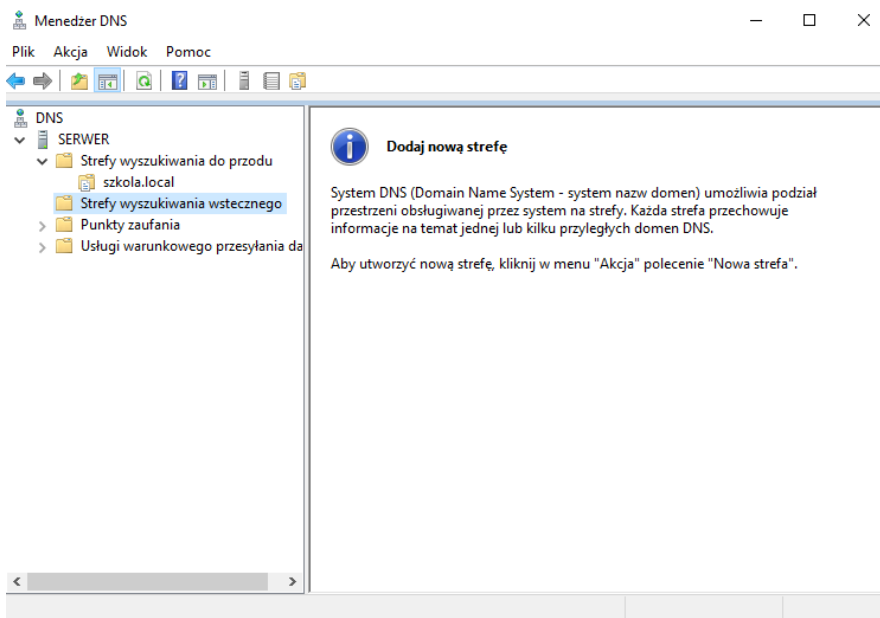 Menedżer DNS
Plik Akcja Widok Pomoc
DNS
SERWER
Strefy wyszukiwania do przodu
szkola.local
Strefy wyszukiwania wstecznego
Punkty zaufania
Usługi warunkowego przesyłania da
Dodaj nową strefę
System DNS (Domain Name System - system nazw domen) umożliwia podział
przestrzeni obsługiwanej przez system na strefy. Każda strefa przechowuje
informacje na temat jednej lub kilku przyległych domen DNS.
Aby utworzyć nową strefę, kliknij w menu "Akcja" polecenie "Nowa strefa".